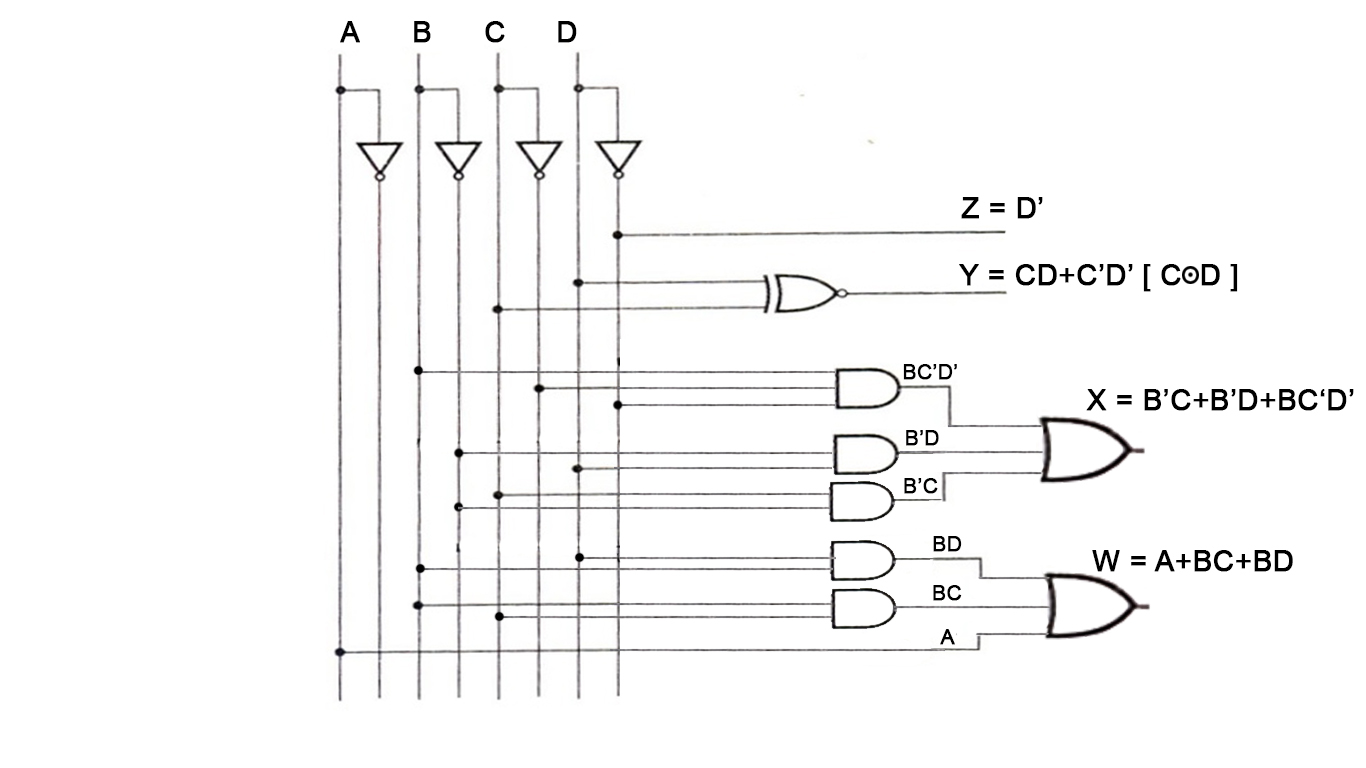 A B C D
Z = D’
Y = CD+C’D’ [ C⊙D ]
BC’D’
X = B’C+B’D+BC‘D’
B’D
B’C
BD
W = A+BC+BD
BC
A